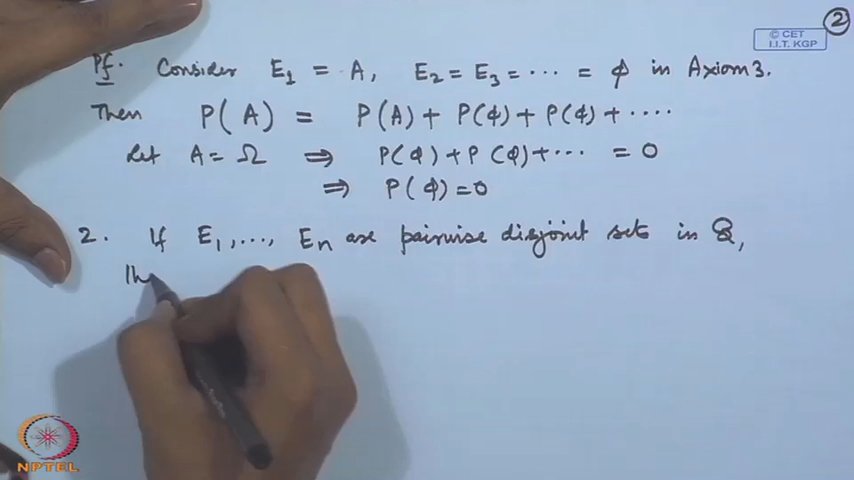 2
© CET
I.I.T. KGP
Pf. Consider E₁ = A, E₂ = E₃ = ⋯ = ϕ in Axiom 3.
Then P(A) = P(A) + P(ϕ) + P(ϕ) + ⋯
Let A = Ω ⇒ P(ϕ) + P(ϕ) + ⋯ = 0
⇒ P(ϕ) = 0
2. If E₁, ..., Eₙ are pairwise disjoint sets in
The
NPTEL